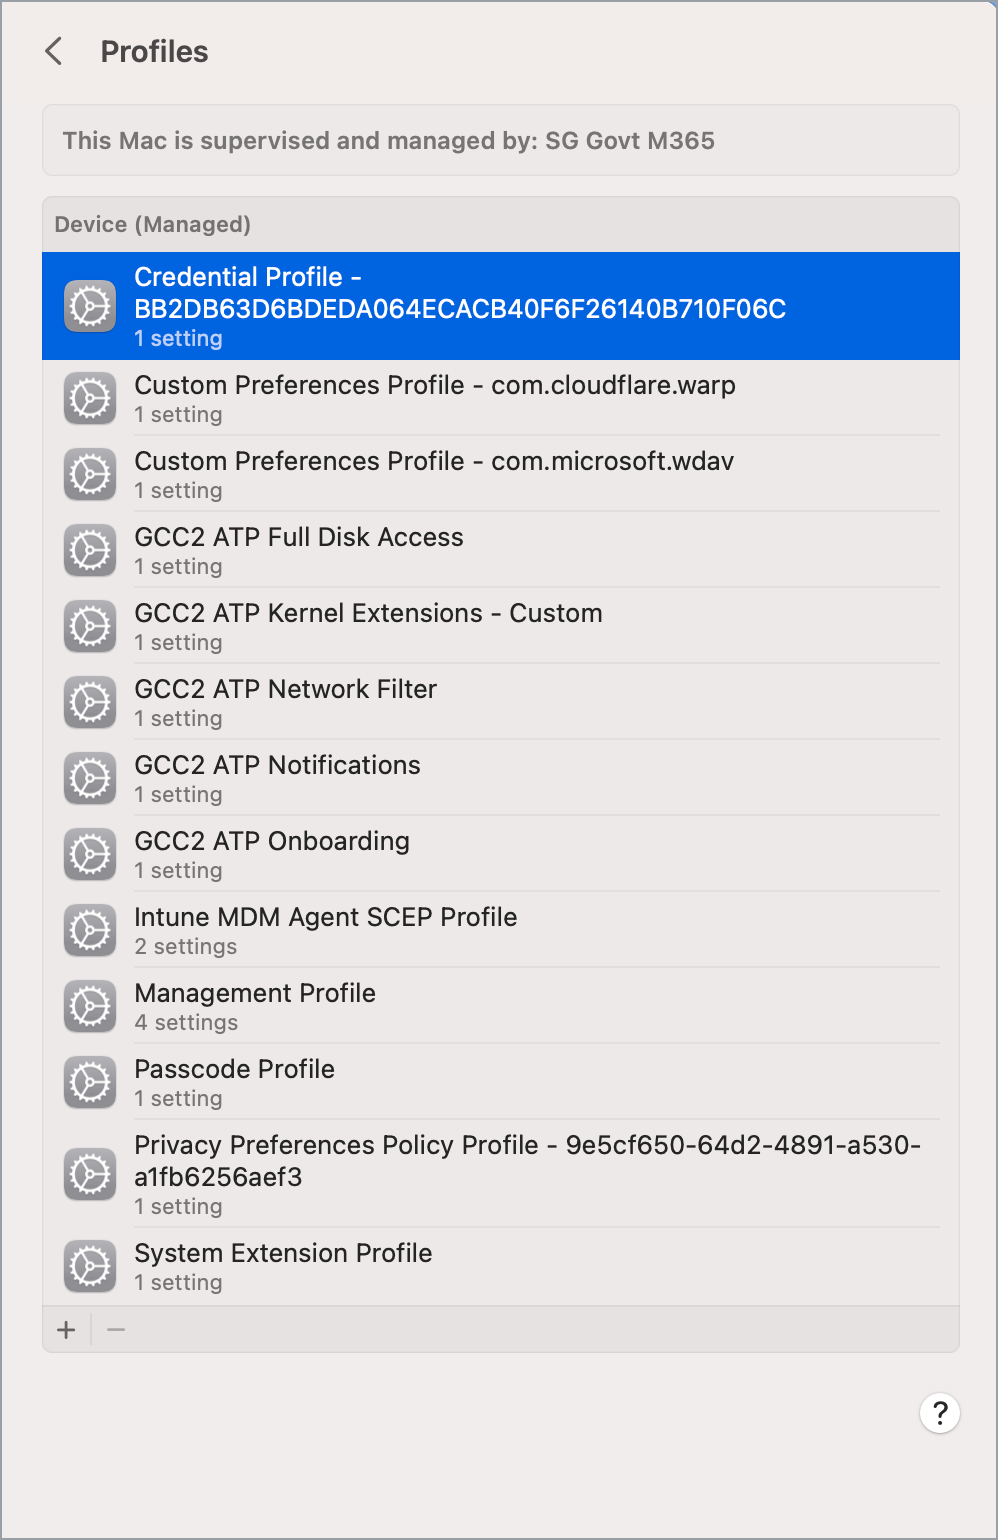 Profiles
This Mac is supervised and managed by: SG Govt M365
Device (Managed)
Credential Profile -
BB2DB63D6BDEDA064ECACB40F6F26140B710F06C
1 setting
Custom Preferences Profile - com.cloudflare.warp
1 setting
Custom Preferences Profile - com.microsoft.wdav
1 setting
GCC2 ATP Full Disk Access
1 setting
GCC2 ATP Kernel Extensions - Custom
1 setting
GCC2 ATP Network Filter
1 setting
GCC2 ATP Notifications
1 setting
GCC2 ATP Onboarding
1 setting
Intune MDM Agent SCEP Profile
2 settings
Management Profile
4 settings
Passcode Profile
1 setting
Privacy Preferences Policy Profile - 9e5cf650-64d2-4891-a530-
a1fb6256aef3
1 setting
System Extension Profile
1 setting
+ −
?